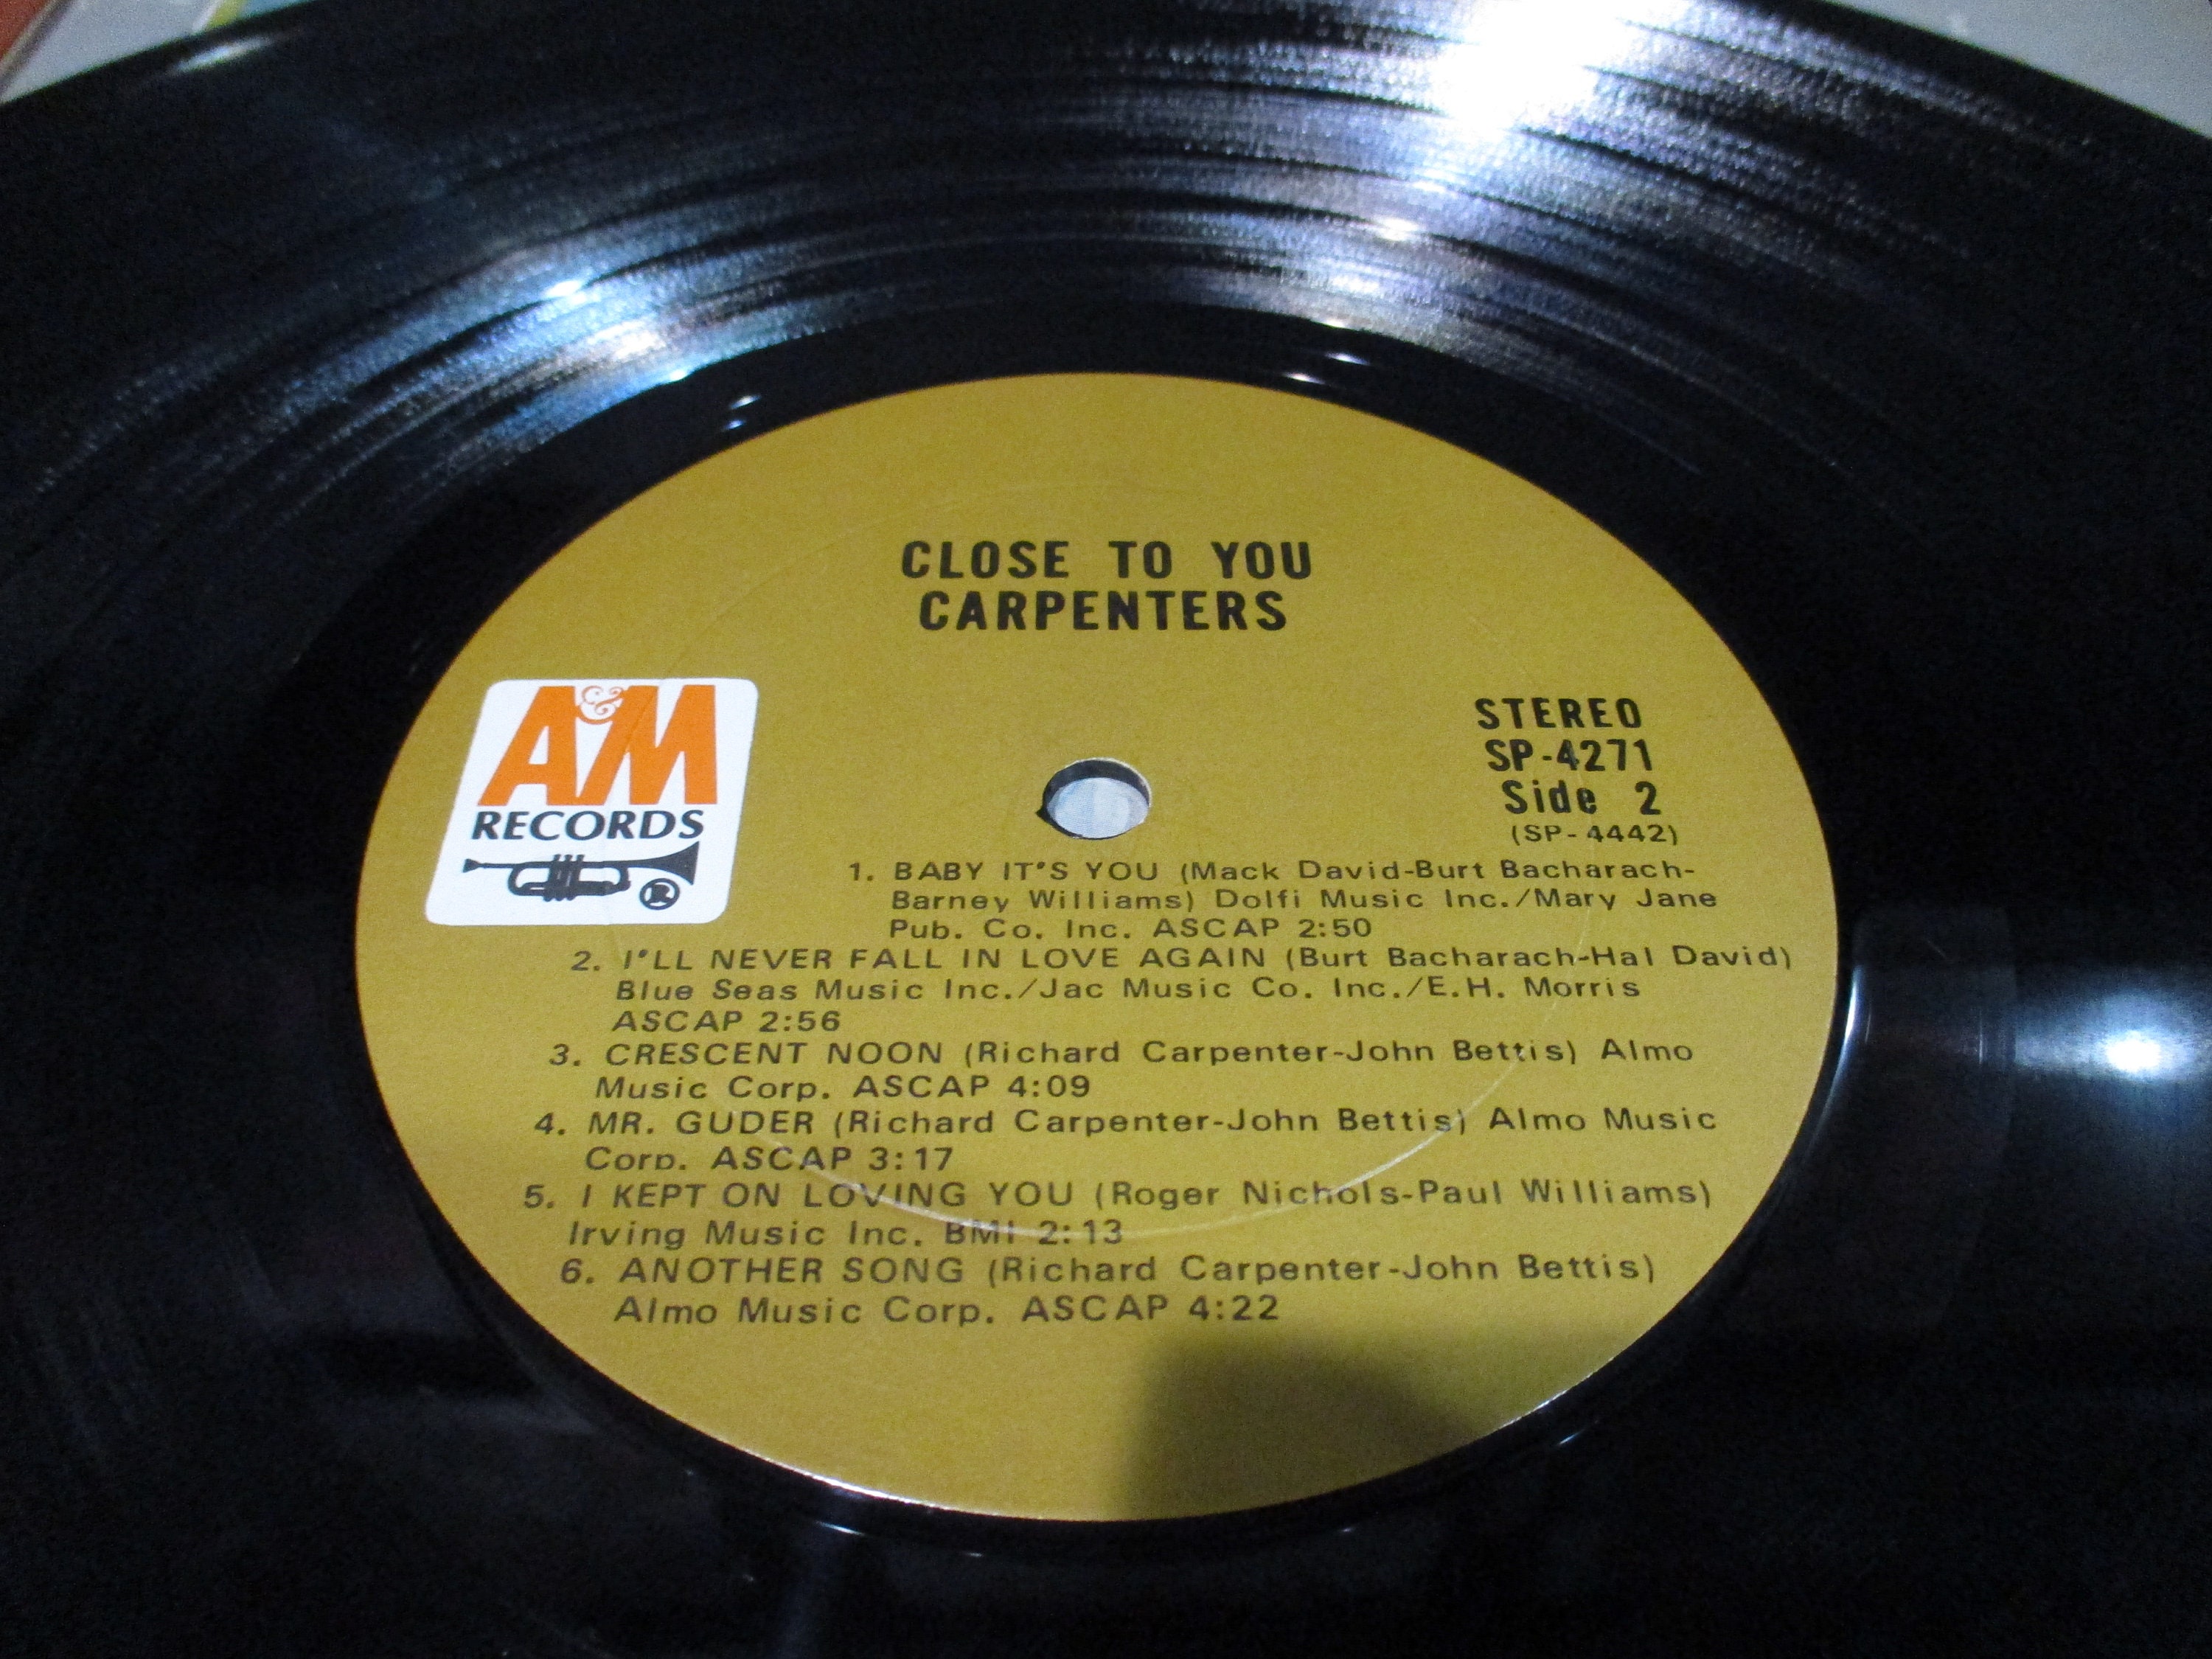 CLOSE TO YOU
CARPENTERS
A&M
RECORDS
®
STEREO
SP-4271
Side 2
(SP-4442)
1. BABY IT'S YOU (Mack David-Burt Bacharach-
Barney Williams) Dolfi Music Inc./Mary Jane
Pub. Co. Inc. ASCAP 2:50
2. I'LL NEVER FALL IN LOVE AGAIN (Burt Bacharach-Hal David)
Blue Seas Music Inc./Jac Music Co. Inc./E.H. Morris
ASCAP 2:56
3. CRESCENT NOON (Richard Carpenter-John Bettis) Almo
Music Corp. ASCAP 4:09
4. MR. GUDER (Richard Carpenter-John Bettis) Almo Music
Corp. ASCAP 3:17
5. I KEPT ON LOVING YOU (Roger Nichols-Paul Williams)
Irving Music Inc. BMI 2:13
6. ANOTHER SONG (Richard Carpenter-John Bettis)
Almo Music Corp. ASCAP 4:22